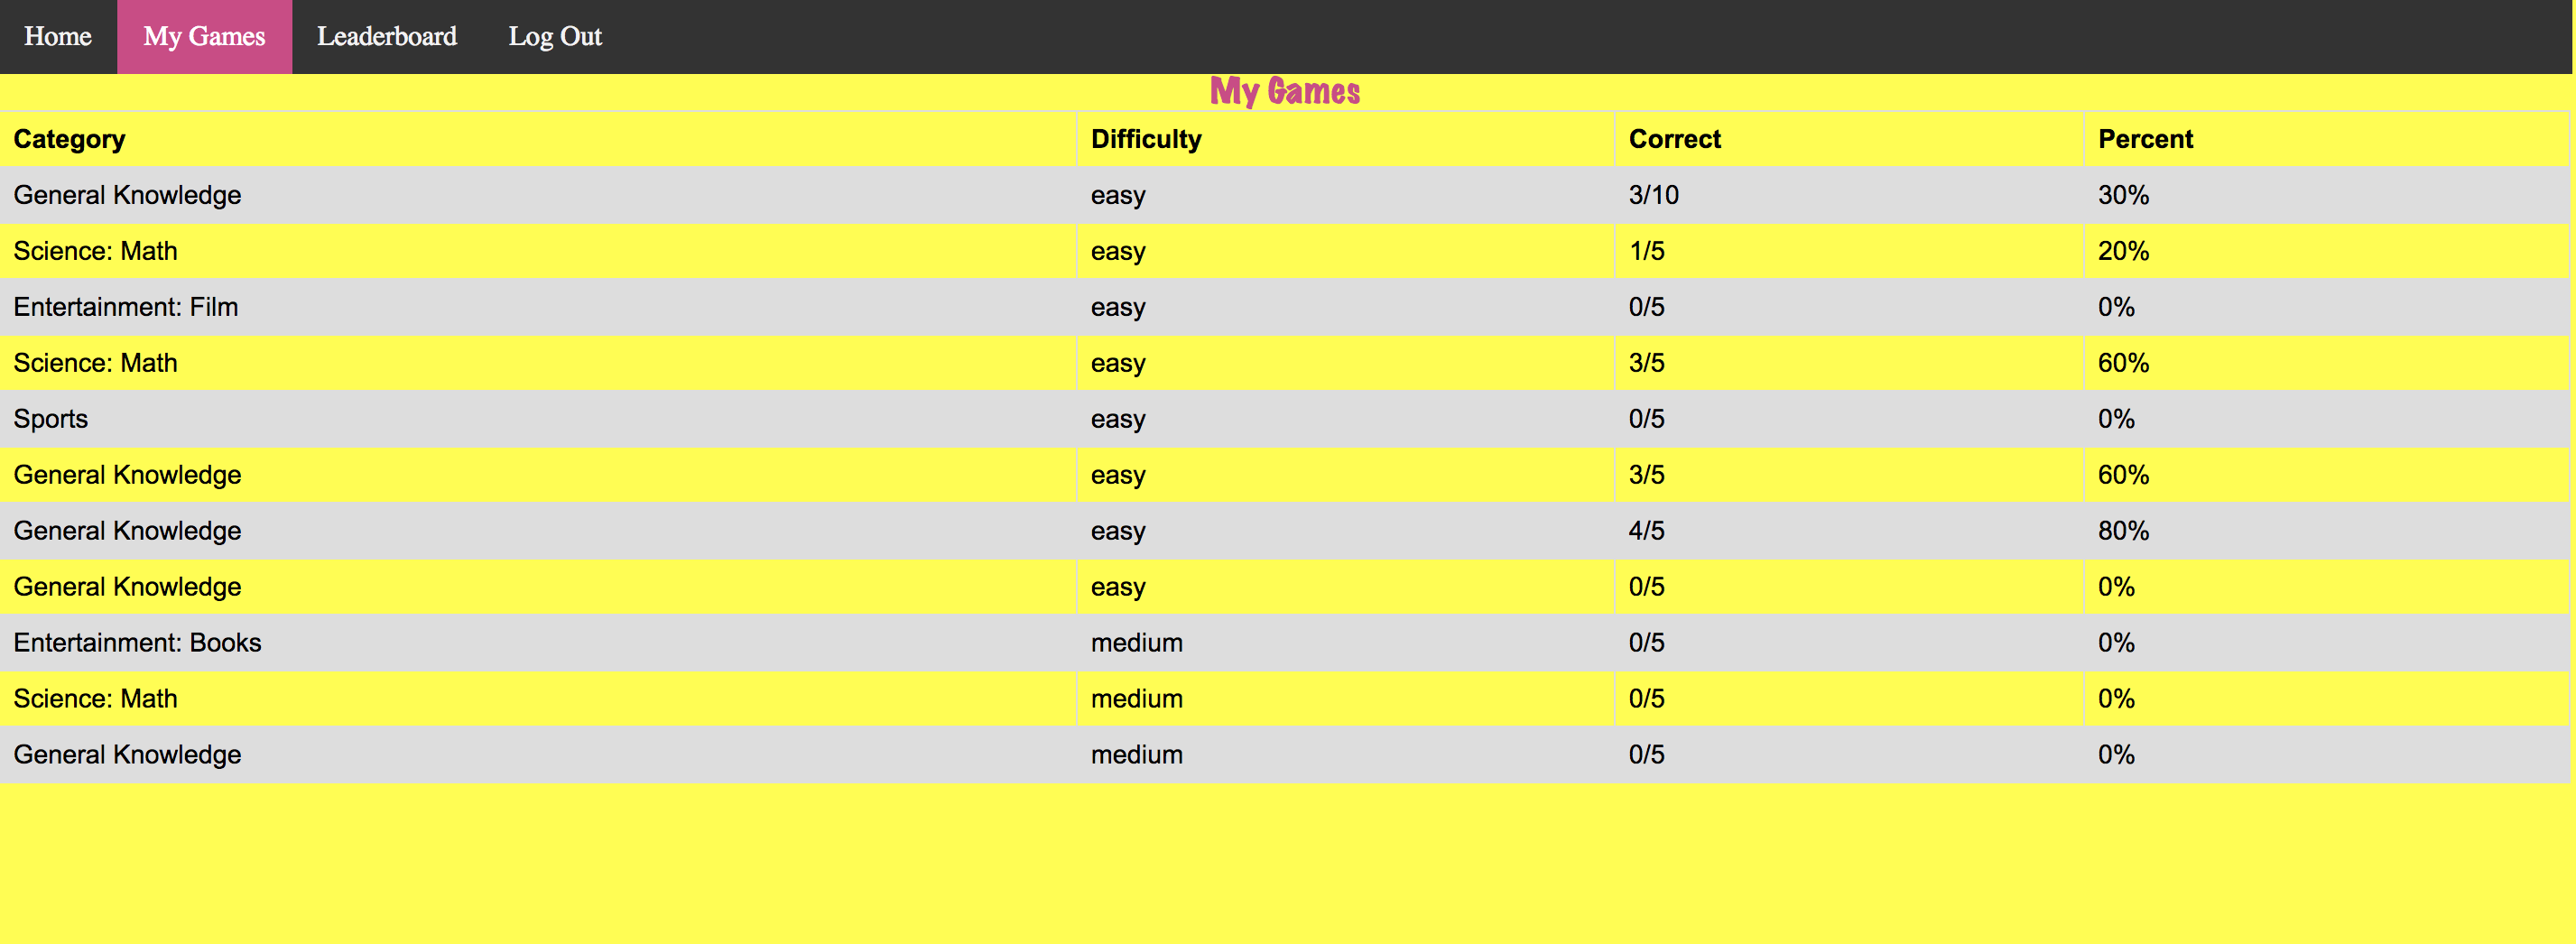 Home My Games Leaderboard Log Out
My Games
Category Difficulty Correct Percent
General Knowledge easy 3/10 30%
Science: Math easy 1/5 20%
Entertainment: Film easy 0/5 0%
Science: Math easy 3/5 60%
Sports easy 0/5 0%
General Knowledge easy 3/5 60%
General Knowledge easy 4/5 80%
General Knowledge easy 0/5 0%
Entertainment: Books medium 0/5 0%
Science: Math medium 0/5 0%
General Knowledge medium 0/5 0%